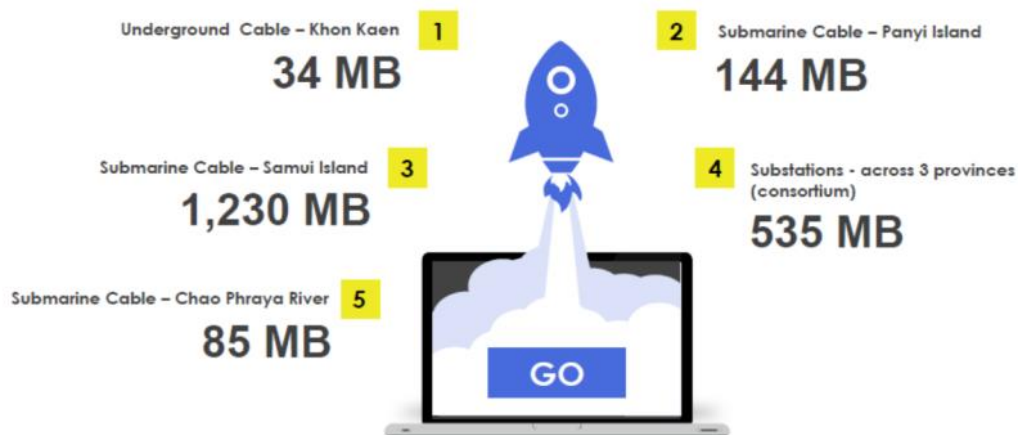 Underground Cable – Khon Kaen
1
34 MB
2
Submarine Cable – Panyi Island
144 MB
Submarine Cable – Samui Island
3
1,230 MB
4
Substations - across 3 provinces
(consortium)
535 MB
Submarine Cable – Chao Phraya River
5
85 MB
GO